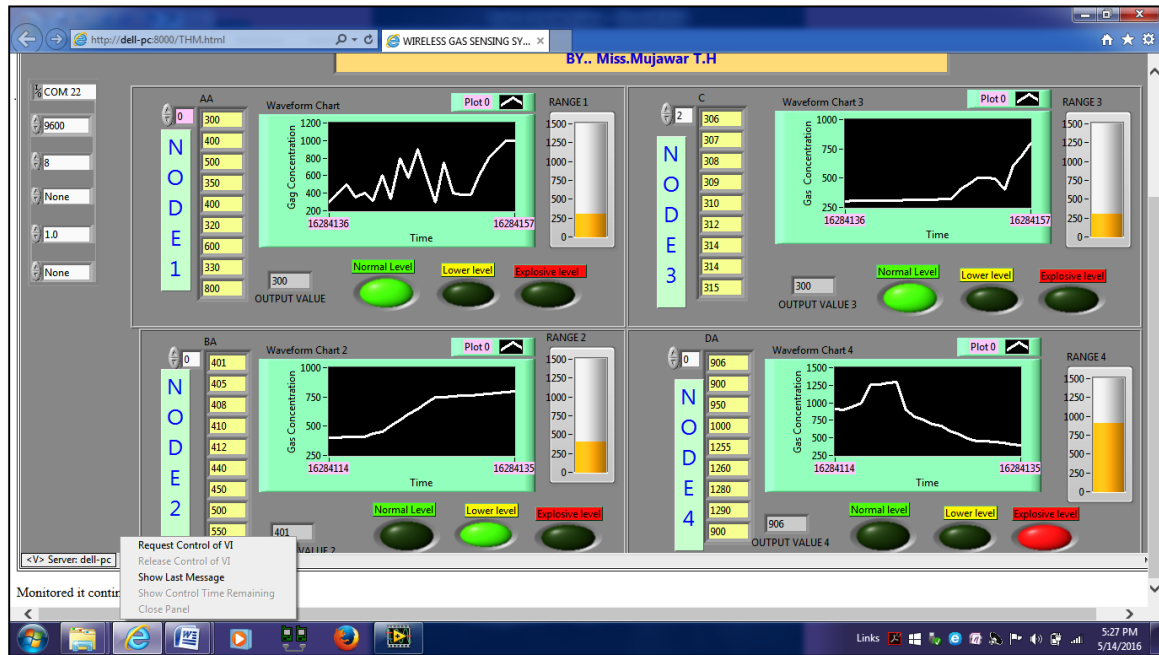 http://dell-pc:8000/THM.html
WIRELESS GAS SENSING SY...
BY.. Miss.Mujawar T.H
COM 22
9600
8
None
1.0
None
AA
0
300
400
500
350
400
320
600
330
800
NODE1
Waveform Chart
Plot 0
Gag Concentration
1200
1000
800
600
400
200
16284136
16284157
Time
RANGE 1
1500
1250
1000
750
500
250
0
300
OUTPUT VALUE
Normal Level
Lower level
Explosive level
C
2
306
307
308
309
310
312
314
314
315
NODE3
Waveform Chart 3
Plot 0
Gas Concentration
1000
750
500
250
16284136
16284157
Time
RANGE 3
1500
1250
1000
750
500
250
0
300
OUTPUT VALUE 3
Normal Level
Lower level
Explosive level
BA
0
401
405
408
410
412
440
450
500
550
NODE2
Waveform Chart 2
Plot 0
Gas Concentration
1000
750
500
250
16284114
16284135
Time
RANGE 2
1500
1250
1000
750
500
250
0
401
VALUE 2
Normal Level
Lower level
Explosive level
DA
0
906
900
950
1000
1255
1260
1280
1290
900
NODE4
Waveform Chart 4
Plot 0
Gas Concentration
1500
1250
1000
750
500
250
16284114
16284135
Time
RANGE 4
1500
1250
1000
750
500
250
0
906
OUTPUT VALUE 4
Normal level
Lower level
Explosive level
<V> Server: dell-pc
Request Control of VI
Release Control of VI
Show Last Message
Show Control Time Remaining
Close Panel
Monitored it contin
Links
5:27 PM
5/14/2016